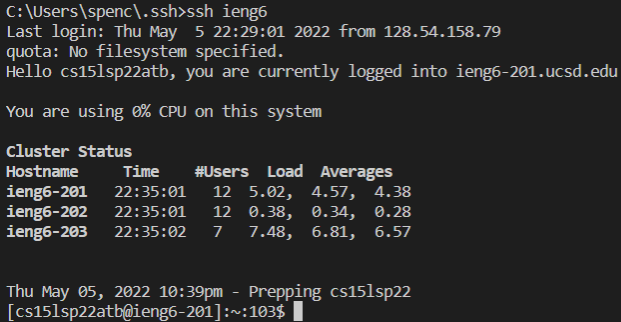 C:\Users\spenc\.ssh>ssh ieng6
Last login: Thu May  5 22:29:01 2022 from 128.54.158.79
quota: No filesystem specified.
Hello cs15lsp22atb, you are currently logged into ieng6-201.ucsd.edu
You are using 0% CPU on this system
Cluster Status
Hostname     Time    #Users  Load  Averages
ieng6-201   22:35:01   12  5.02,  4.57,  4.38
ieng6-202   22:35:01   12  0.38,  0.34,  0.28
ieng6-203   22:35:02   7   7.48,  6.81,  6.57
Thu May 05, 2022 10:39pm - Prepping cs15lsp22
[cs15lsp22atb@ieng6-201]:~:103$